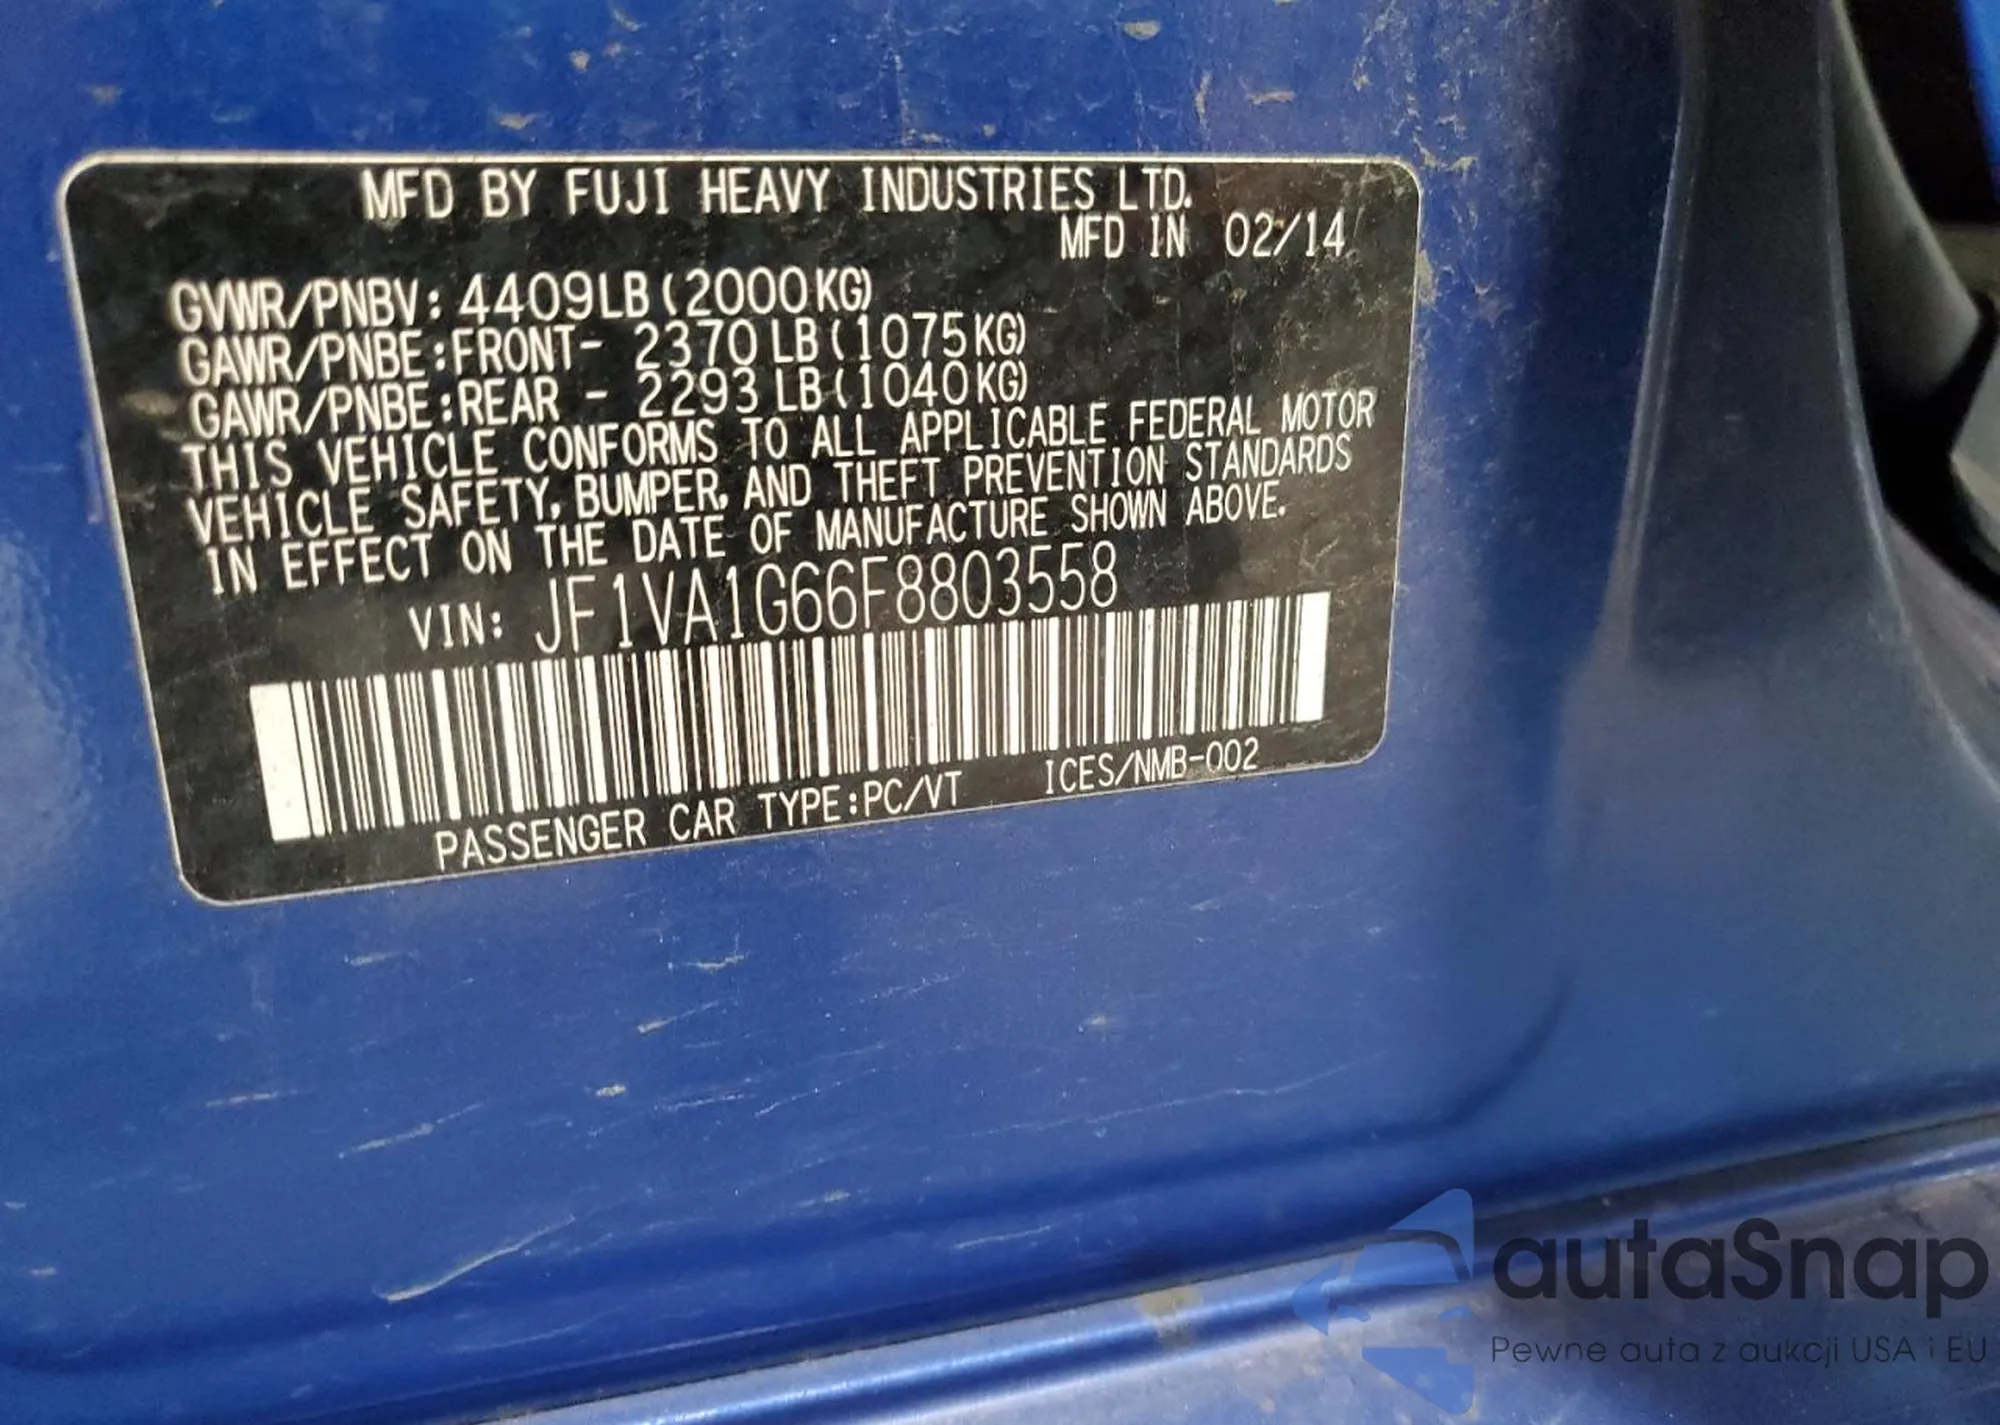 MFD BY FUJI HEAVY INDUSTRIES LTD.
MFD IN 02/14
GVWR/PNBV: 4409LB (2000KG)
GAWR/PNBE:FRONT- 2370 LB (1075KG)
GAWR/PNBE:REAR - 2293 LB (1040KG)
THIS VEHICLE CONFORMS TO ALL APPLICABLE FEDERAL MOTOR
VEHICLE SAFETY, BUMPER, AND THEFT PREVENTION STANDARDS
IN EFFECT ON THE DATE OF MANUFACTURE SHOWN ABOVE.
VIN: JF1VA1G66F8803558
PASSENGER CAR TYPE:PC/VT ICES/NMB-002
autaSnap
Pewne auta z aukcji USA i EU